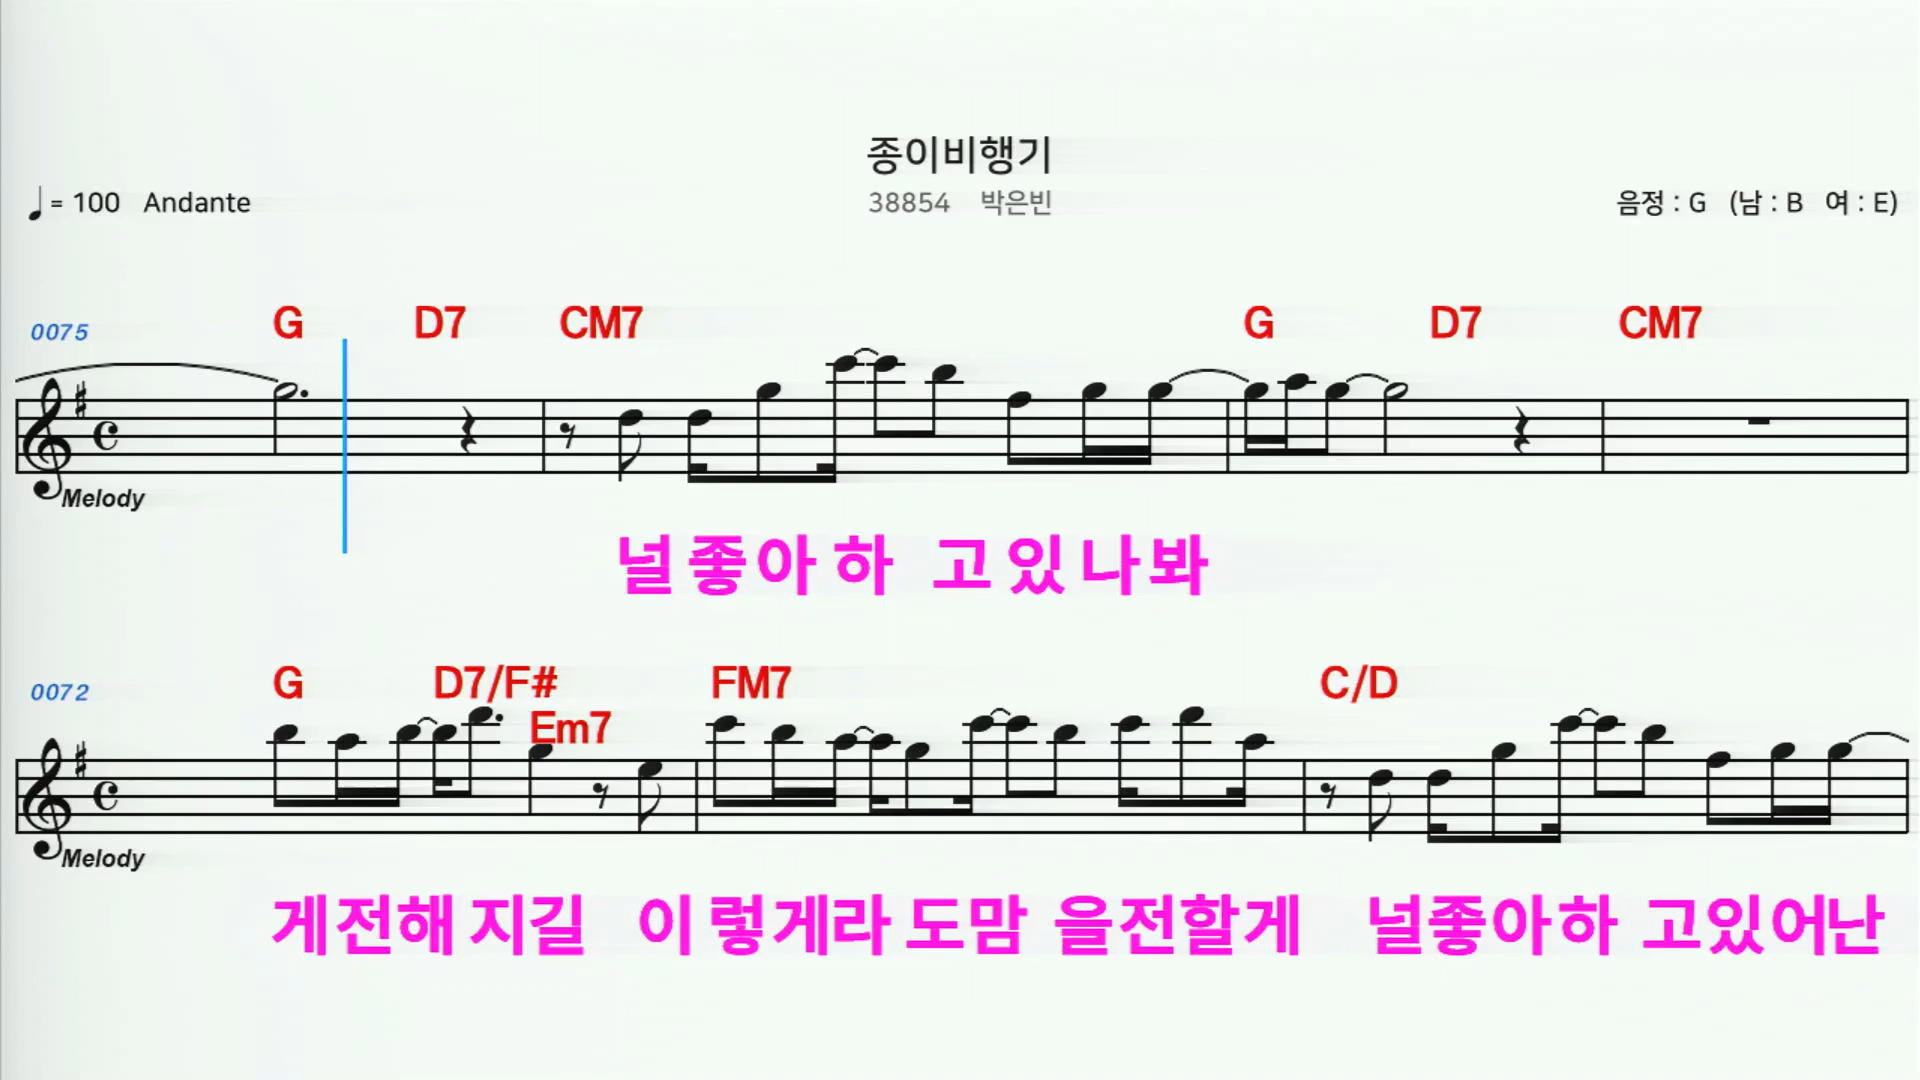 종이비행기
♩ = 100 Andante
38854 박은빈
음정 : G (남 : B 여 : E)
0075
G D7 CM7 G D7 CM7
Melody
널 좋 아 하 고 있 나 봐
0072
G D7/F# Em7 FM7 C/D
Melody
게 전 해 지 길 이 렇 게 라 도 맘 을 전 할 게 널 좋 아 하 고 있 어 난